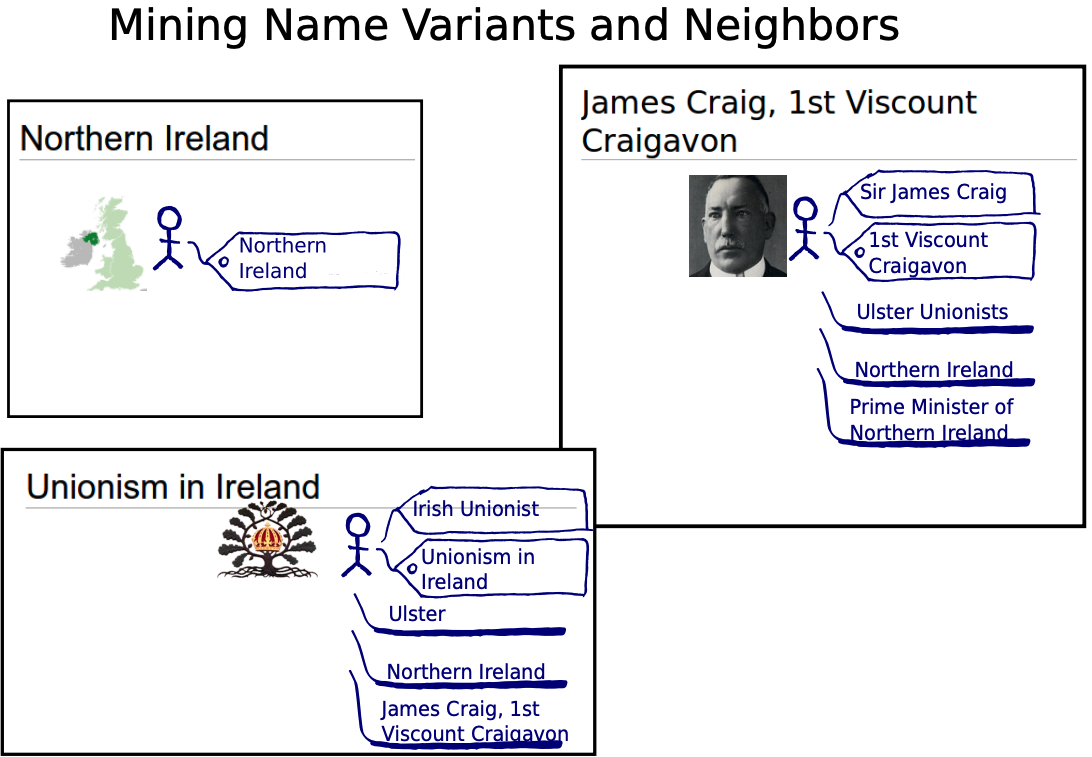 Mining Name Variants and Neighbors
Northern Ireland
Northern
Ireland
James Craig, 1st Viscount
Craigavon
Sir James Craig
1st Viscount
Craigavon
Ulster Unionists
Northern Ireland
Prime Minister of
Northern Ireland
Unionism in Ireland
Irish Unionist
Unionism in
Ireland
Ulster
Northern Ireland
James Craig, 1st
Viscount Craigavon